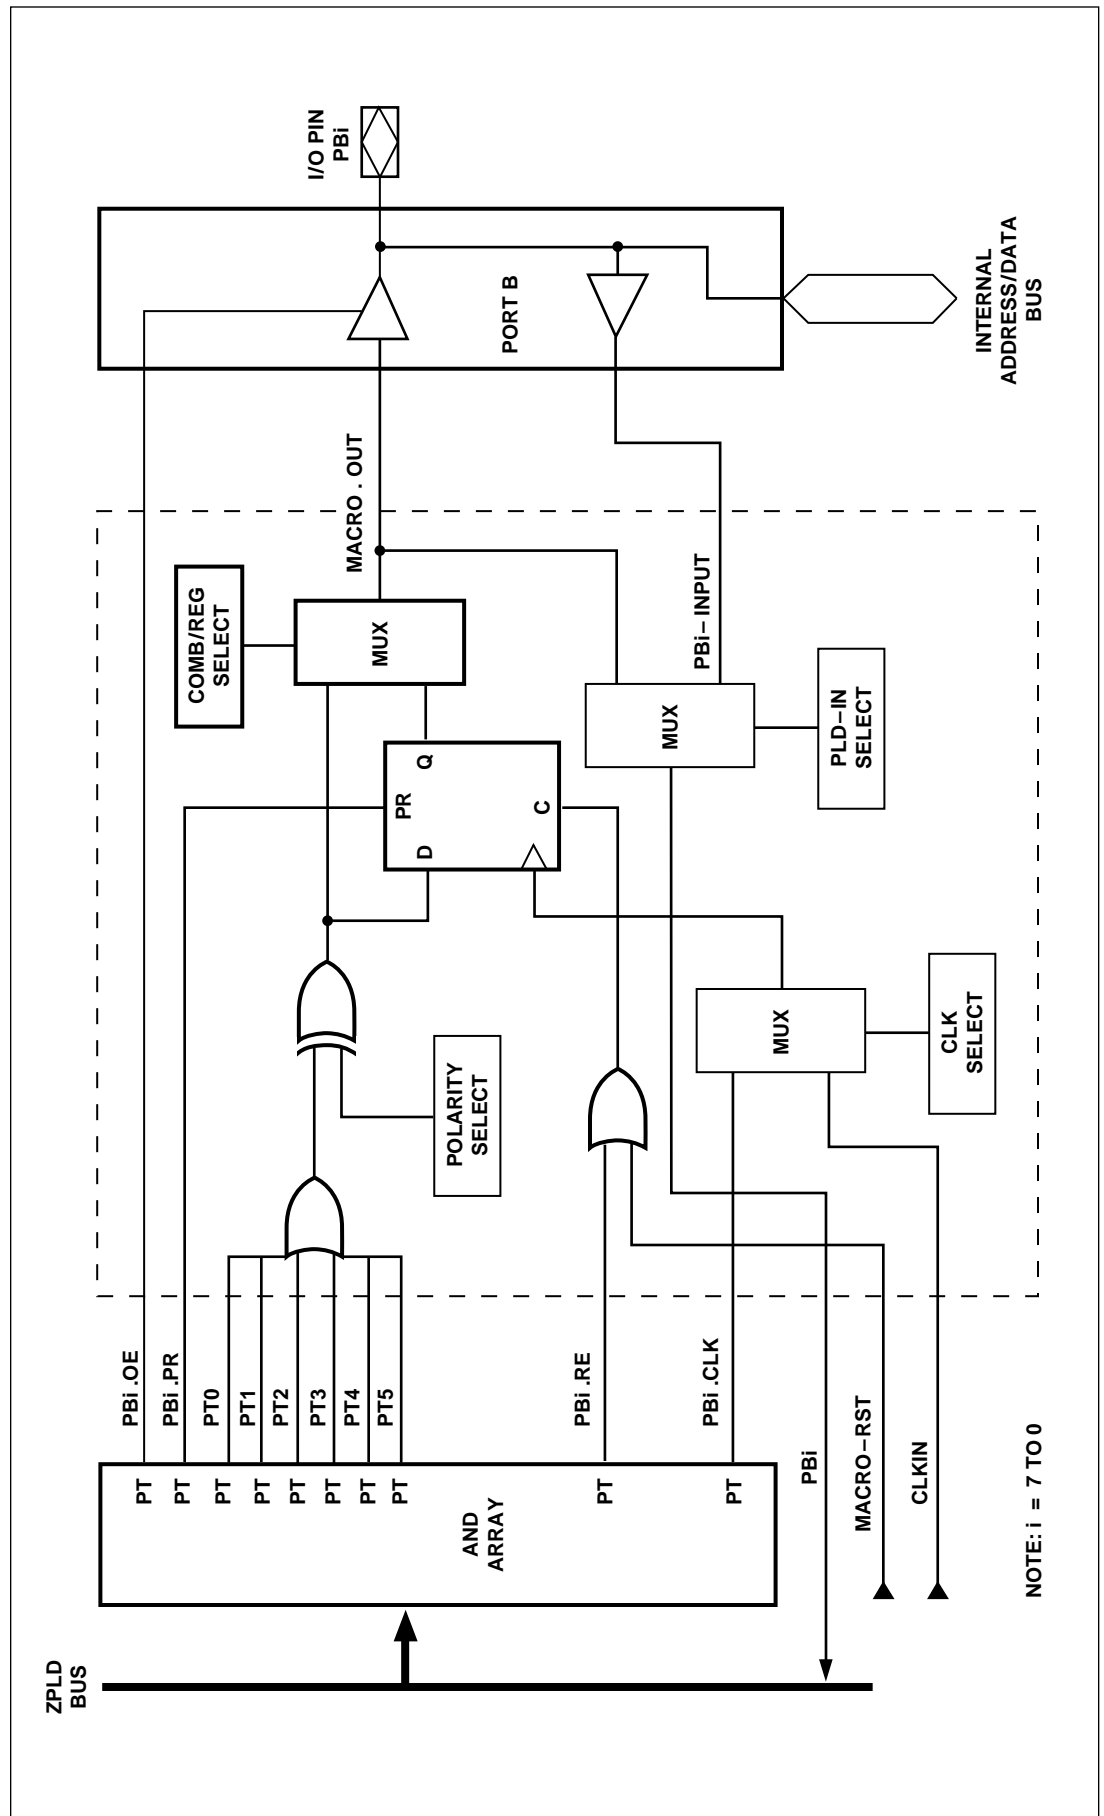 ZPLD
BUS
AND
ARRAY
PT
PT
PT
PT
PT
PT
PT
PT
PT
PT
PBi .OE
PBi .PR
PT0
PT1
PT2
PT3
PT4
PT5
PBi .RE
PBi .CLK
PBi
MACRO–RST
CLKIN
POLARITY
SELECT
MUX
CLK
SELECT
D
PR
Q
C
COMB/REG
SELECT
MUX
MUX
PLD–IN
SELECT
MACRO . OUT
PBi– INPUT
PORT B
I/O PIN
PBi
INTERNAL
ADDRESS/DATA
BUS
NOTE: i = 7 TO 0